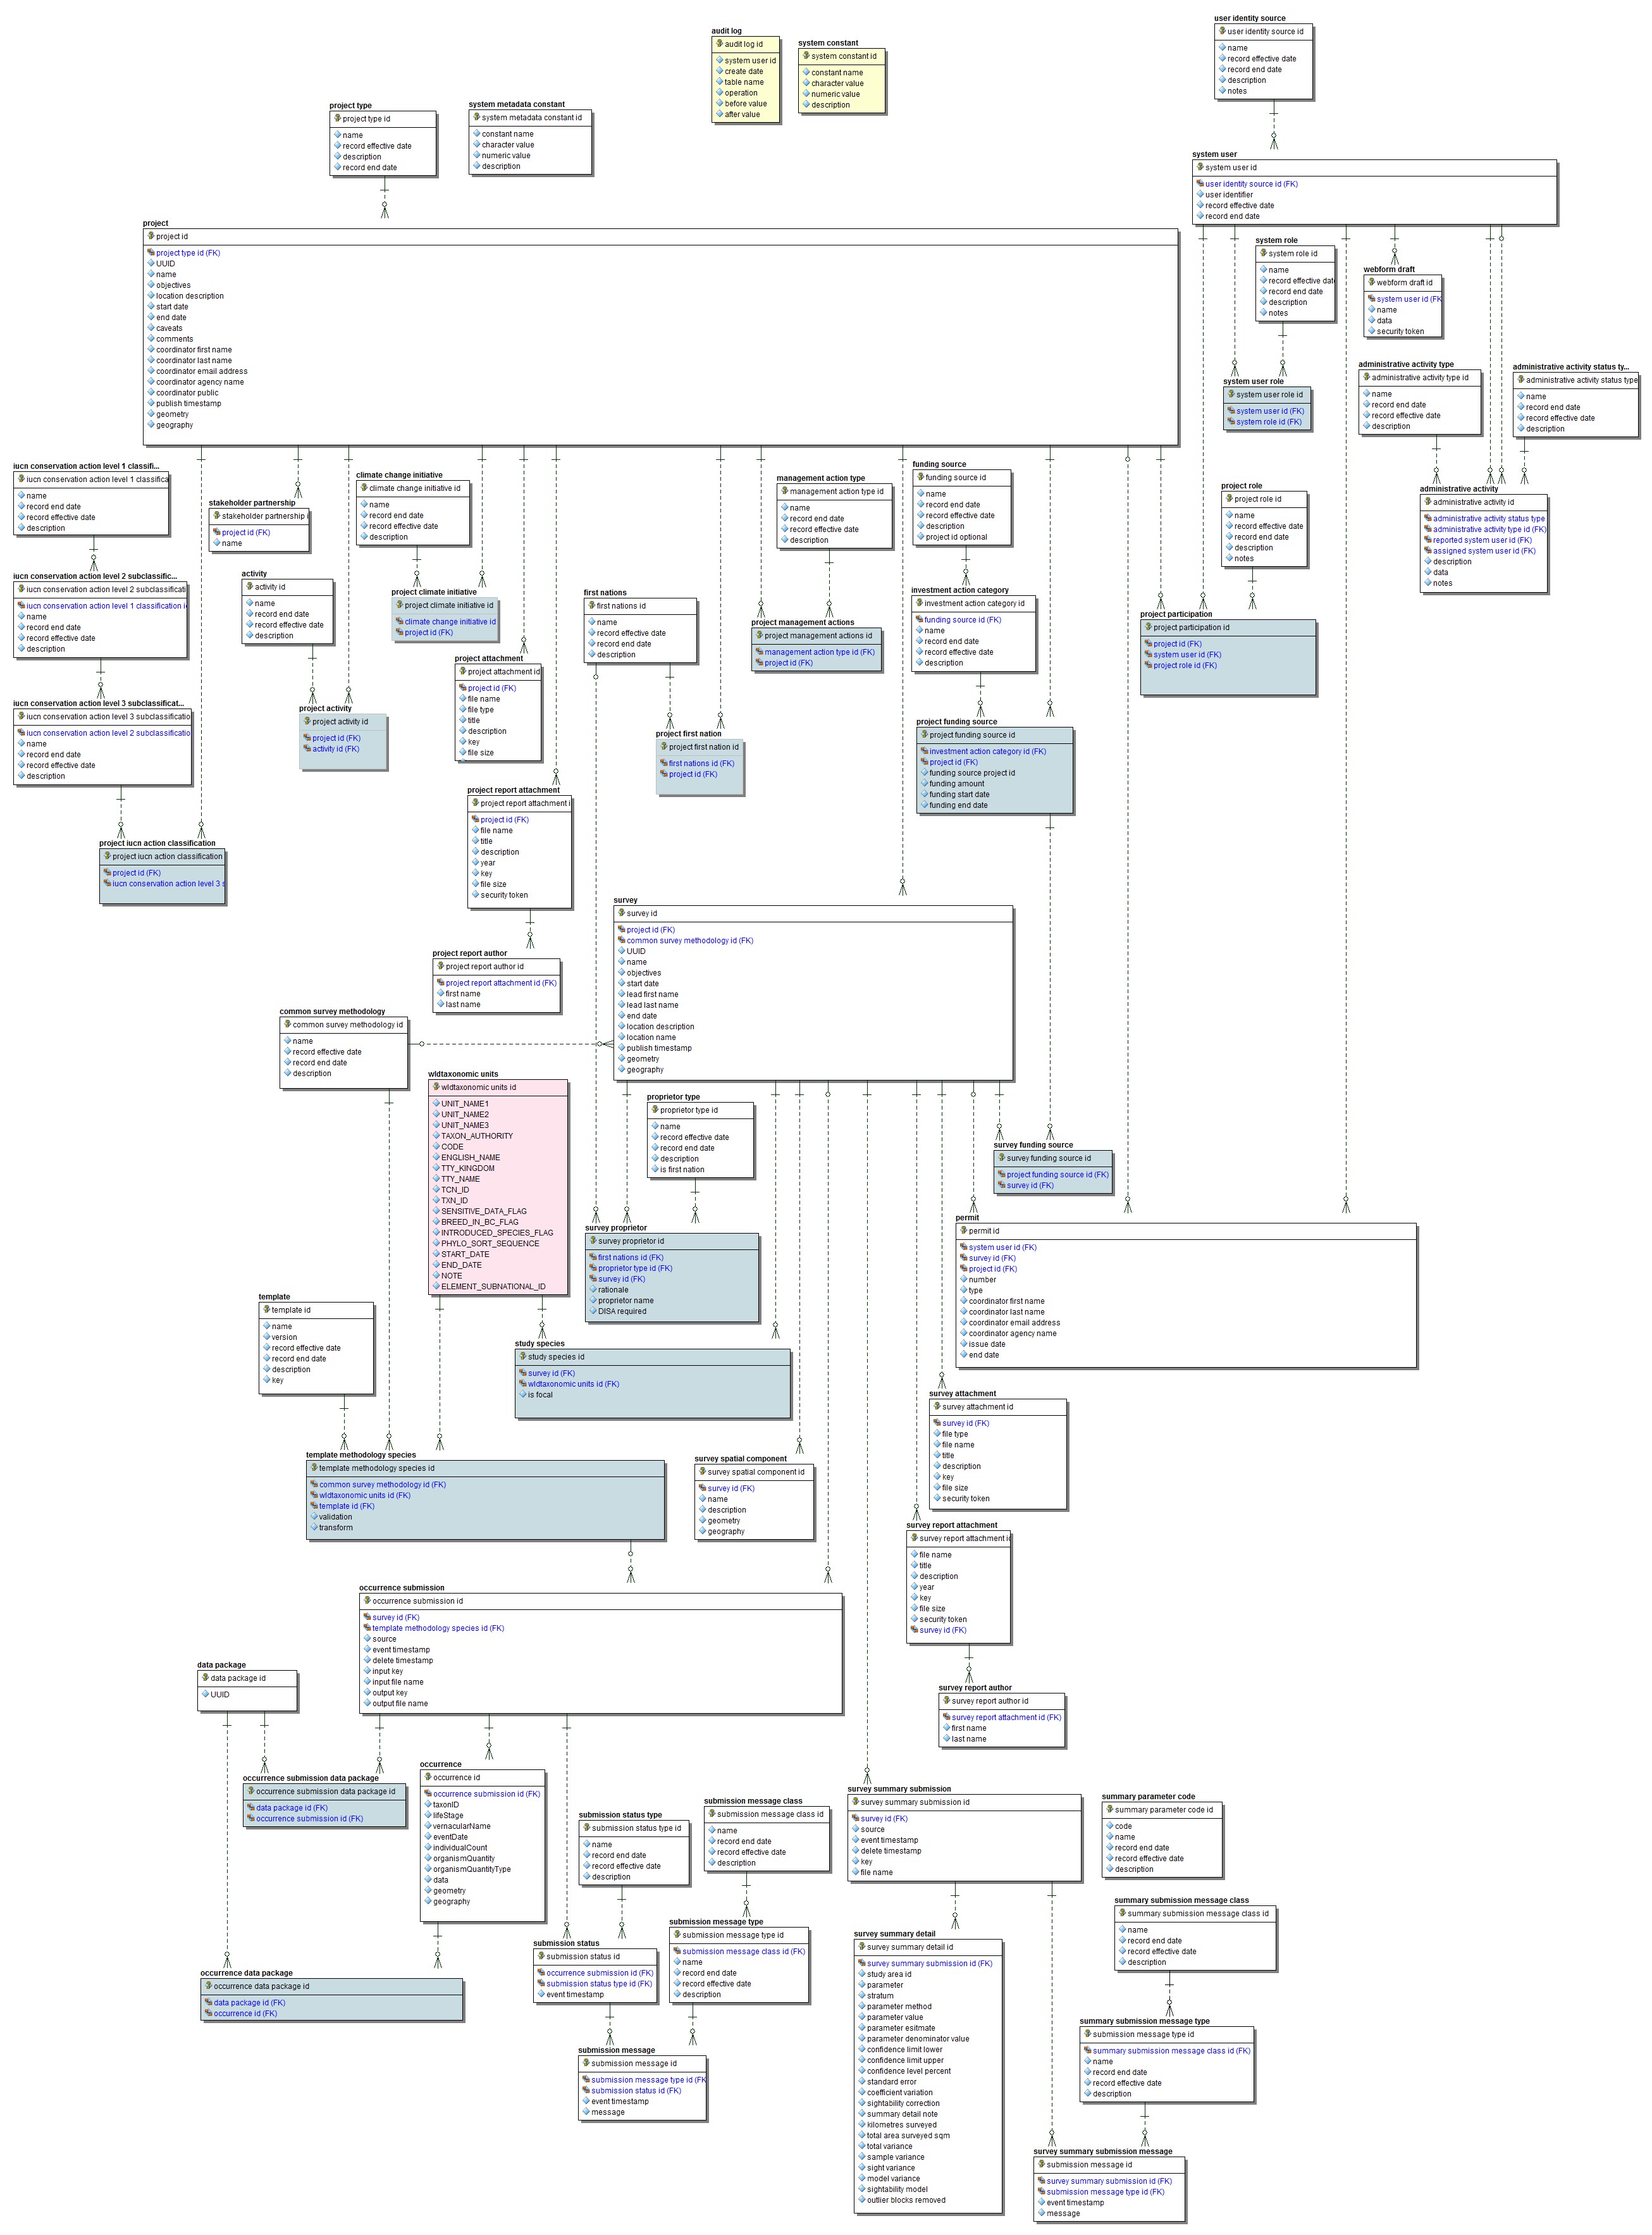 user identity source
user identity source id
name
record effective date
record end date
description
notes
audit log
audit log id
system user id
create date
table name
operation
before value
after value
system constant
system constant id
constant name
character value
numeric value
description
project type
project type id
name
record effective date
description
record end date
system metadata constant
system metadata constant id
constant name
character value
numeric value
description
system user
system user id
user identity source id (FK)
user identifier
record effective date
record end date
project
project id
project type id (FK)
UUID
name
objectives
location description
start date
end date
caveats
comments
coordinator first name
coordinator last name
coordinator email address
coordinator agency name
coordinator public
publish timestamp
geometry
geography
system role
system role id
name
record effective date
record end date
description
notes
webform draft
webform draft id
system user id (FK
name
data
security token
system user role
system user role id
system user id (FK)
system role id (FK)
administrative activity type
administrative activity type id
name
record end date
record effective date
description
administrative activity status ty...
administrative activity status type
name
record end date
record effective date
description
administrative activity
administrative activity id
administrative activity status type
administrative activity type id (FK)
reported system user id (FK)
assigned system user id (FK)
description
data
notes
iucn conservation action level 1 classifi...
iucn conservation action level 1 classifica
name
record end date
record effective date
description
stakeholder partnership
stakeholder partnership i
project id (FK)
name
climate change initiative
climate change initiative id
name
record end date
record effective date
description
management action type
management action type id
name
record end date
record effective date
description
funding source
funding source id
name
record end date
record effective date
description
project id optional
project role
project role id
name
record effective date
record end date
description
notes
iucn conservation action level 2 subclassific...
iucn conservation action level 2 subclassificati
iucn conservation action level 1 classification i
name
record end date
record effective date
description
activity
activity id
name
record end date
record effective date
description
project climate initiative
project climate initiative id
climate change initiative id
project id (FK)
first nations
first nations id
name
record effective date
record end date
description
investment action category
investment action category id
funding source id (FK)
name
record end date
record effective date
description
project management actions
project management actions id
management action type id (FK)
project id (FK)
project participation
project participation id
project id (FK)
system user id (FK)
project role id (FK)
project attachment
project attachment id
project id (FK)
file name
file type
title
description
key
file size
iucn conservation action level 3 subclassificat...
iucn conservation action level 3 subclassificatio
iucn conservation action level 2 subclassificatio
name
record end date
record effective date
description
project activity
project activity id
project id (FK)
activity id (FK)
project first nation
project first nation id
first nations id (FK)
project id (FK)
project funding source
project funding source id
investment action category id (FK)
project id (FK)
funding source project id
funding amount
funding start date
funding end date
project report attachment
project report attachment i
project id (FK)
file name
title
description
year
key
file size
security token
project iucn action classification
project iucn action classification
project id (FK)
iucn conservation action level 3 s
survey
survey id
project id (FK)
common survey methodology id (FK)
UUID
name
objectives
start date
lead first name
lead last name
end date
location description
location name
publish timestamp
geometry
geography
project report author
project report author id
project report attachment id (FK)
first name
last name
common survey methodology
common survey methodology id
name
record effective date
record end date
description
wldtaxonomic units
wldtaxonomic units id
UNIT_NAME1
UNIT_NAME2
UNIT_NAME3
TAXON_AUTHORITY
CODE
ENGLISH_NAME
TTY_KINGDOM
TTY_NAME
TCN_ID
TXN_ID
SENSITIVE_DATA_FLAG
BREED_IN_BC_FLAG
INTRODUCED_SPECIES_FLAG
PHYLO_SORT_SEQUENCE
START_DATE
END_DATE
NOTE
ELEMENT_SUBNATIONAL_ID
proprietor type
proprietor type id
name
record effective date
record end date
description
is first nation
survey funding source
survey funding source id
project funding source id (FK)
survey id (FK)
survey proprietor
survey proprietor id
first nations id (FK)
proprietor type id (FK)
survey id (FK)
rationale
proprietor name
DISA required
permit
permit id
system user id (FK)
survey id (FK)
project id (FK)
number
type
coordinator first name
coordinator last name
coordinator email address
coordinator agency name
issue date
end date
template
template id
name
version
record effective date
record end date
description
key
study species
study species id
survey id (FK)
wldtaxonomic units id (FK)
is focal
survey attachment
survey attachment id
survey id (FK)
file type
file name
title
description
key
file size
security token
template methodology species
template methodology species id
common survey methodology id (FK)
wldtaxonomic units id (FK)
template id (FK)
validation
transform
survey spatial component
survey spatial component id
survey id (FK)
name
description
geometry
geography
survey report attachment
survey report attachment id
file name
title
description
year
key
file size
security token
survey id (FK)
occurrence submission
occurrence submission id
survey id (FK)
template methodology species id (FK)
source
event timestamp
delete timestamp
input key
input file name
output key
output file name
data package
data package id
UUID
survey report author
survey report author id
survey report attachment id (FK)
first name
last name
occurrence submission data package
occurrence submission data package id
data package id (FK)
occurrence submission id (FK)
occurrence
occurrence id
occurrence submission id (FK)
taxonID
lifeStage
vernacularName
eventDate
individualCount
organismQuantity
organismQuantityType
data
geometry
geography
submission status type
submission status type id
name
record end date
record effective date
description
submission message class
submission message class id
name
record end date
record effective date
description
survey summary submission
survey summary submission id
survey id (FK)
source
event timestamp
delete timestamp
key
file name
summary parameter code
summary parameter code id
code
name
record end date
record effective date
description
summary submission message class
summary submission message class id
name
record end date
record effective date
description
submission message type
submission message type id
submission message class id (FK)
name
record end date
record effective date
description
submission status
submission status id
occurrence submission id (FK)
submission status type id (FK)
event timestamp
survey summary detail
survey summary detail id
survey summary submission id (FK)
study area id
parameter
stratum
parameter method
parameter value
parameter esitmate
parameter denominator value
confidence limit lower
confidence limit upper
confidence level percent
standard error
coefficient variation
sightability correction
summary detail note
kilometres surveyed
total area surveyed sqm
total variance
sample variance
sight variance
model variance
sightability model
outlier blocks removed
occurrence data package
occurrence data package id
data package id (FK)
occurrence id (FK)
summary submission message type
submission message type id
summary submission message class id (FK)
name
record end date
record effective date
description
submission message
submission message id
submission message type id (FK
submission status id (FK)
event timestamp
message
survey summary submission message
submission message id
survey summary submission id (FK)
submission message type id (FK)
event timestamp
message